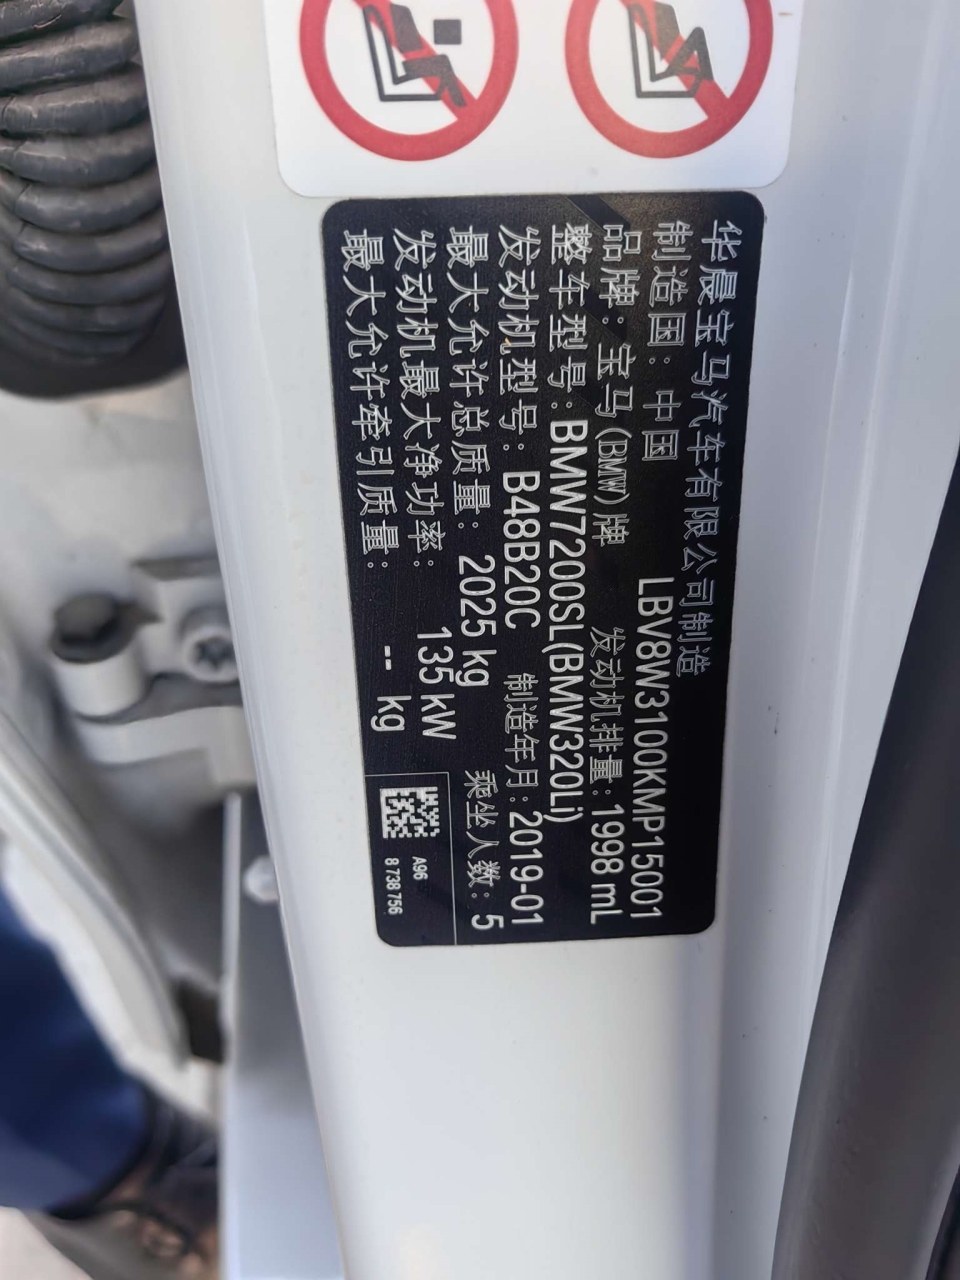 华晨宝马汽车有限公司制造
制造国：中国 LBV8W3100KMP15001
品牌：宝马(BMW)牌 发动机排量：1998 mL
整车型号：BMW7200SL(BMW320Li)
发动机型号：B48B20C 制造年月：2019-01
最大允许总质量：2025 kg 乘坐人数：5
发动机最大净功率：135 kW
最大允许牵引质量：-- kg
A96
8 738 756